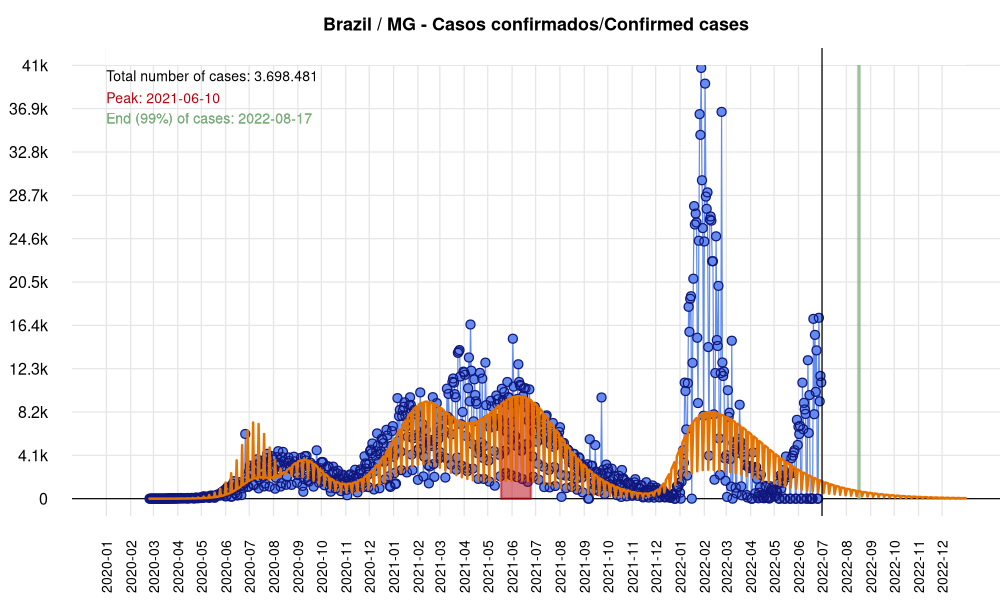 Brazil / MG - Casos confirmados/Confirmed cases
Total number of cases: 3.698.481
Peak: 2021-06-10
End (99%) of cases: 2022-08-17
41k
36.9k
32.8k
28.7k
24.6k
20.5k
16.4k
12.3k
8.2k
4.1k
0
2020-01
2020-02
2020-03
2020-04
2020-05
2020-06
2020-07
2020-08
2020-09
2020-10
2020-11
2020-12
2021-01
2021-02
2021-03
2021-04
2021-05
2021-06
2021-07
2021-08
2021-09
2021-10
2021-11
2021-12
2022-01
2022-02
2022-03
2022-04
2022-05
2022-06
2022-07
2022-08
2022-09
2022-10
2022-11
2022-12